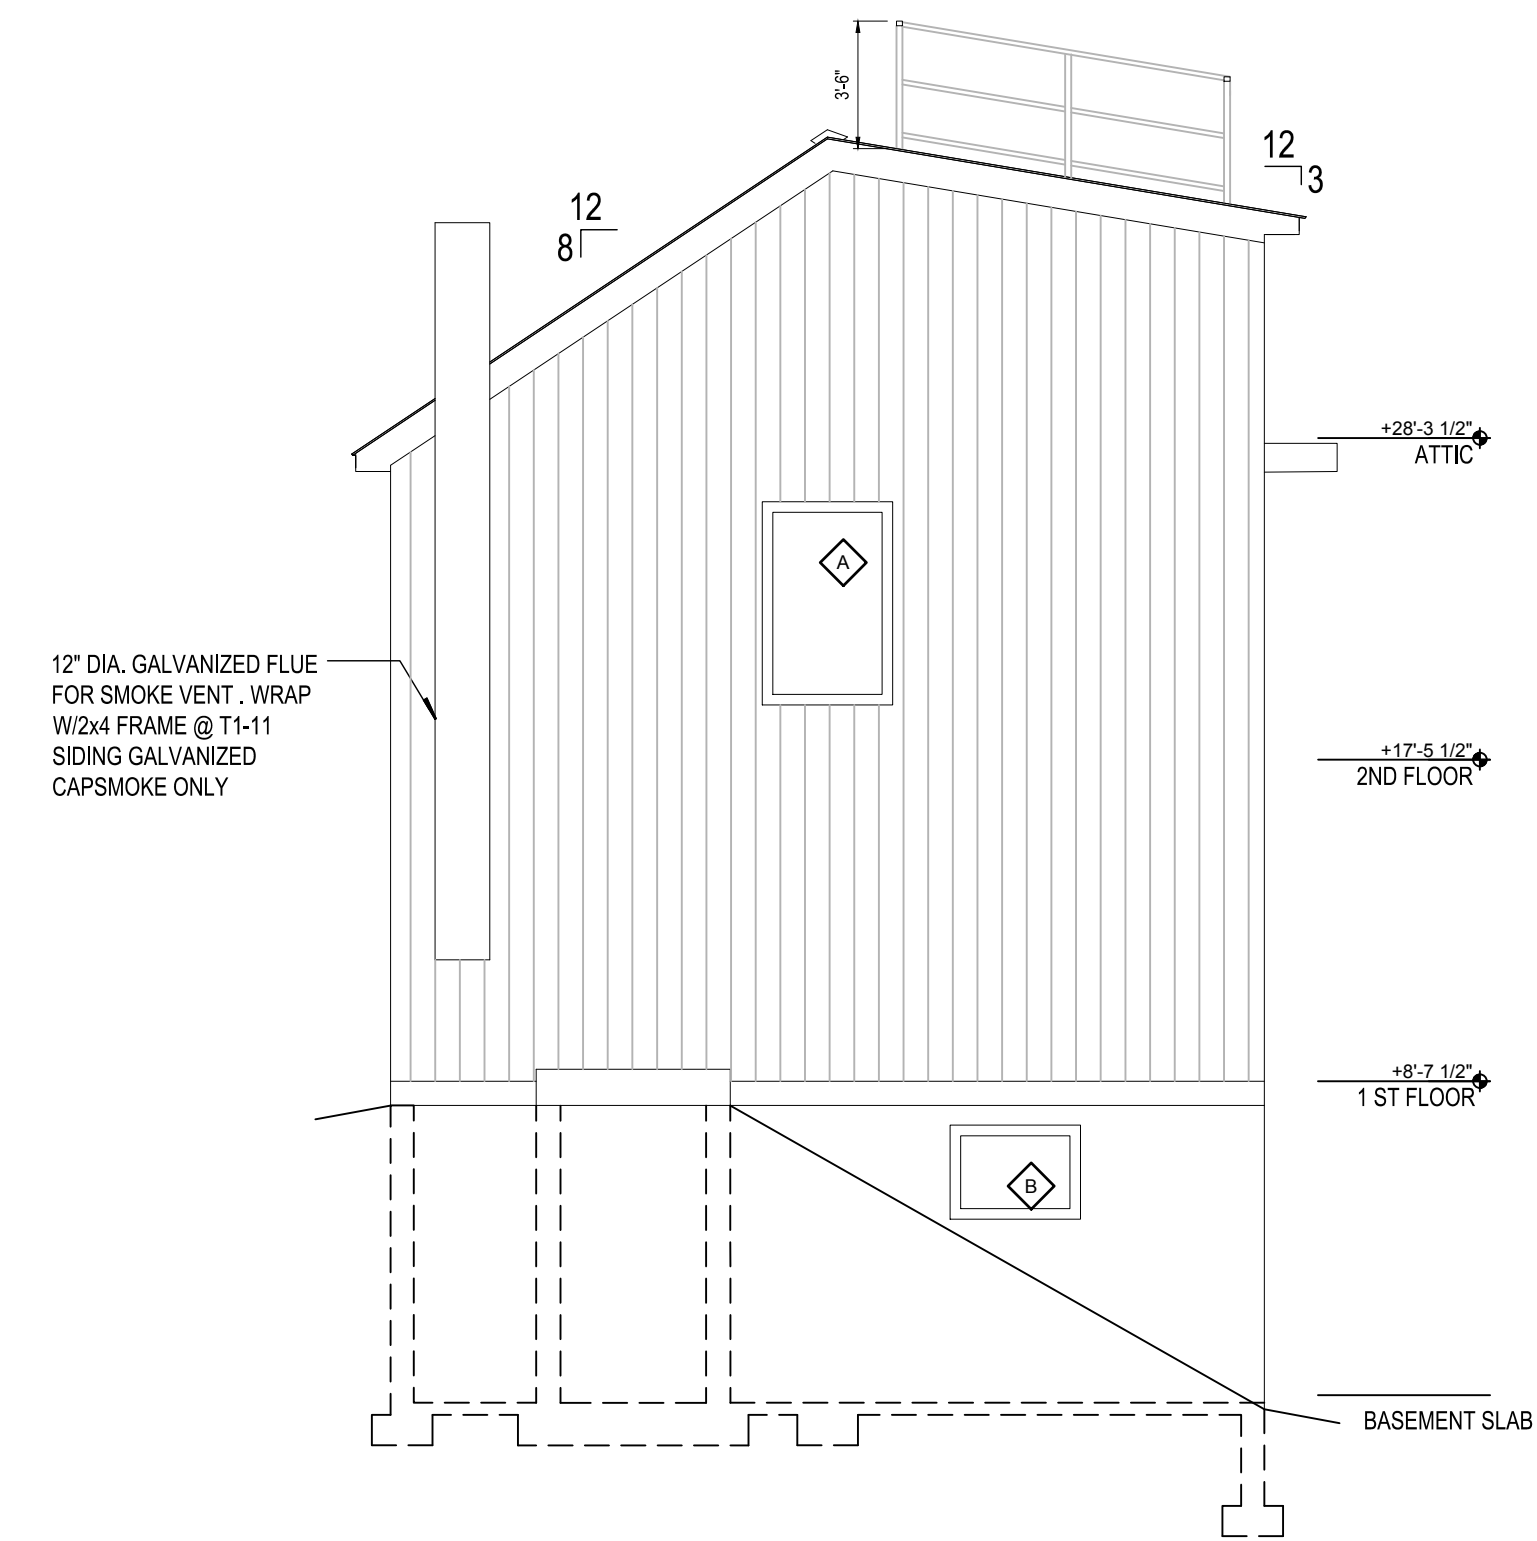 3'-6"
12
3
12
8
+28'-3 1/2"
ATTIC
A
12" DIA. GALVANIZED FLUE
FOR SMOKE VENT . WRAP
W/2x4 FRAME @ T1-11
SIDING GALVANIZED
CAPSMOKE ONLY
+17'-5 1/2"
2ND FLOOR
+8'-7 1/2"
1 ST FLOOR
B
BASEMENT SLAB